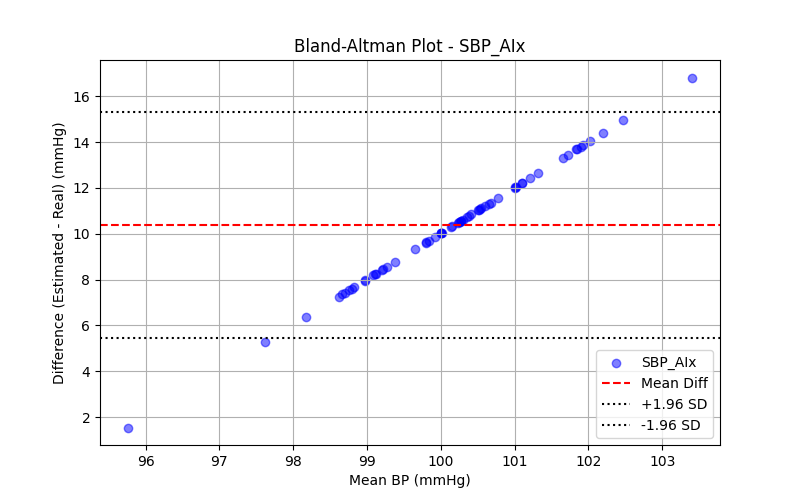 Bland-Altman Plot - SBP_AIx
Difference (Estimated - Real) (mmHg)
16
14
12
10
8
6
4
2
SBP_AIx
Mean Diff
+1.96 SD
-1.96 SD
96
97
98
99
100
101
102
103
Mean BP (mmHg)